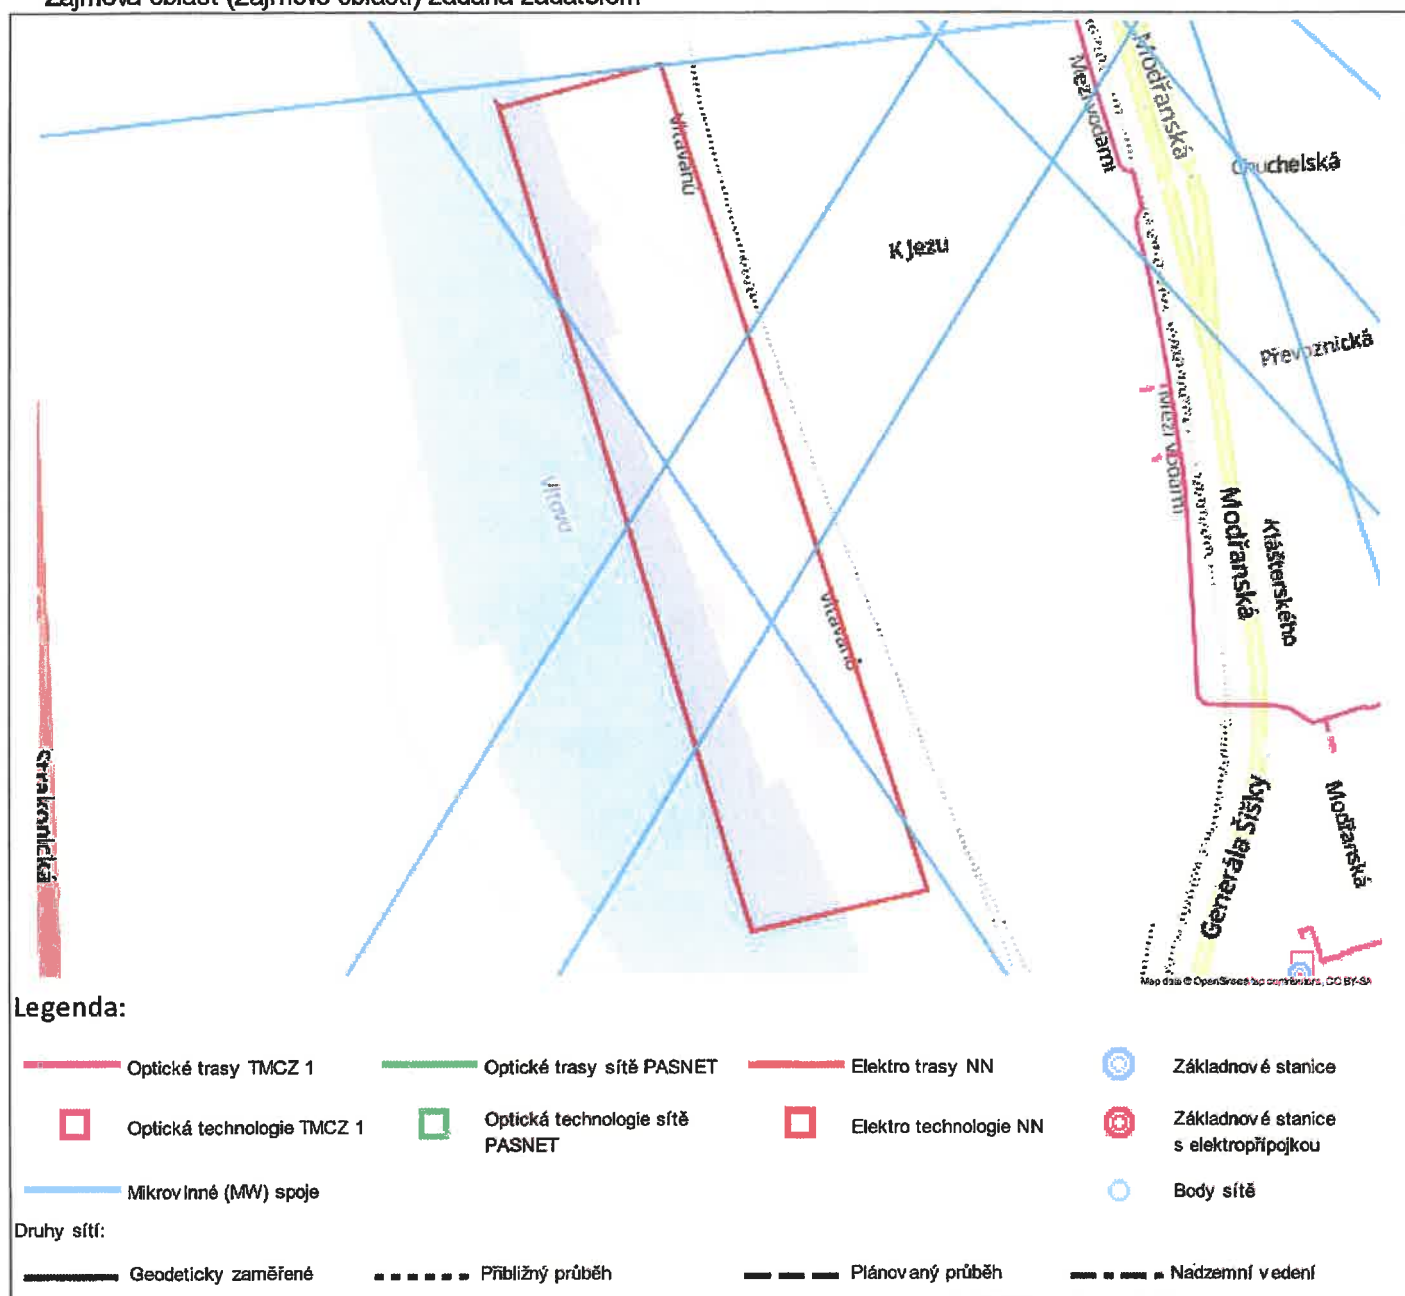 Zájmová oblast (Zájmové oblasti) zadaná žadatelem
Modřanská
Mezi vodami
Vltavanů
Chuchelská
K Jezu
Převoznická
Mezi vodami
Vltavou
Modřanská
Klášterského
Vltavanů
Strakonická
Generála Šišky
Modřanská
Map data © OpenStreetMap contributors, CC BY-SA
Legenda:
Optické trasy TMCZ 1
Optické trasy sítě PASNET
Elektro trasy NN
Základnové stanice
Optická technologie TMCZ 1
Optická technologie sítě
PASNET
Elektro technologie NN
Základnové stanice
s elektropřípojkou
Mikrovlnné (MW) spoje
Body sítě
Druhy sítí:
Geodeticky zaměřené
Přibližný průběh
Plánovaný průběh
Nadzemní vedení